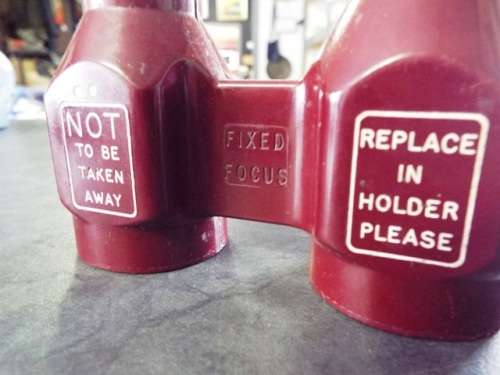 NOT
TO BE
TAKEN
AWAY
FIXED
FOCUS
REPLACE
IN
HOLDER
PLEASE